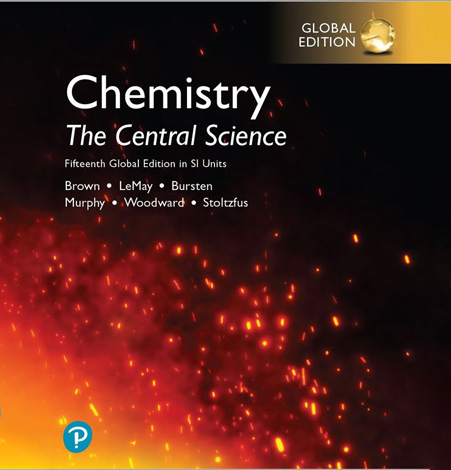 GLOBAL
EDITION
Chemistry
The Central Science
Fifteenth Global Edition in SI Units
Brown • LeMay • Bursten
Murphy • Woodward • Stoltzfus
P